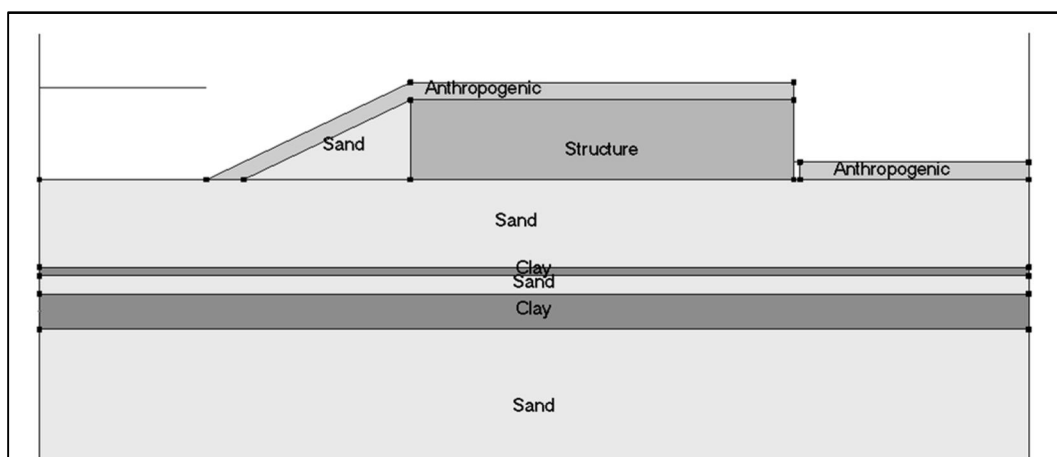 Anthropogenic
Sand
Structure
Anthropogenic
Sand
Clay
Sand
Clay
Sand